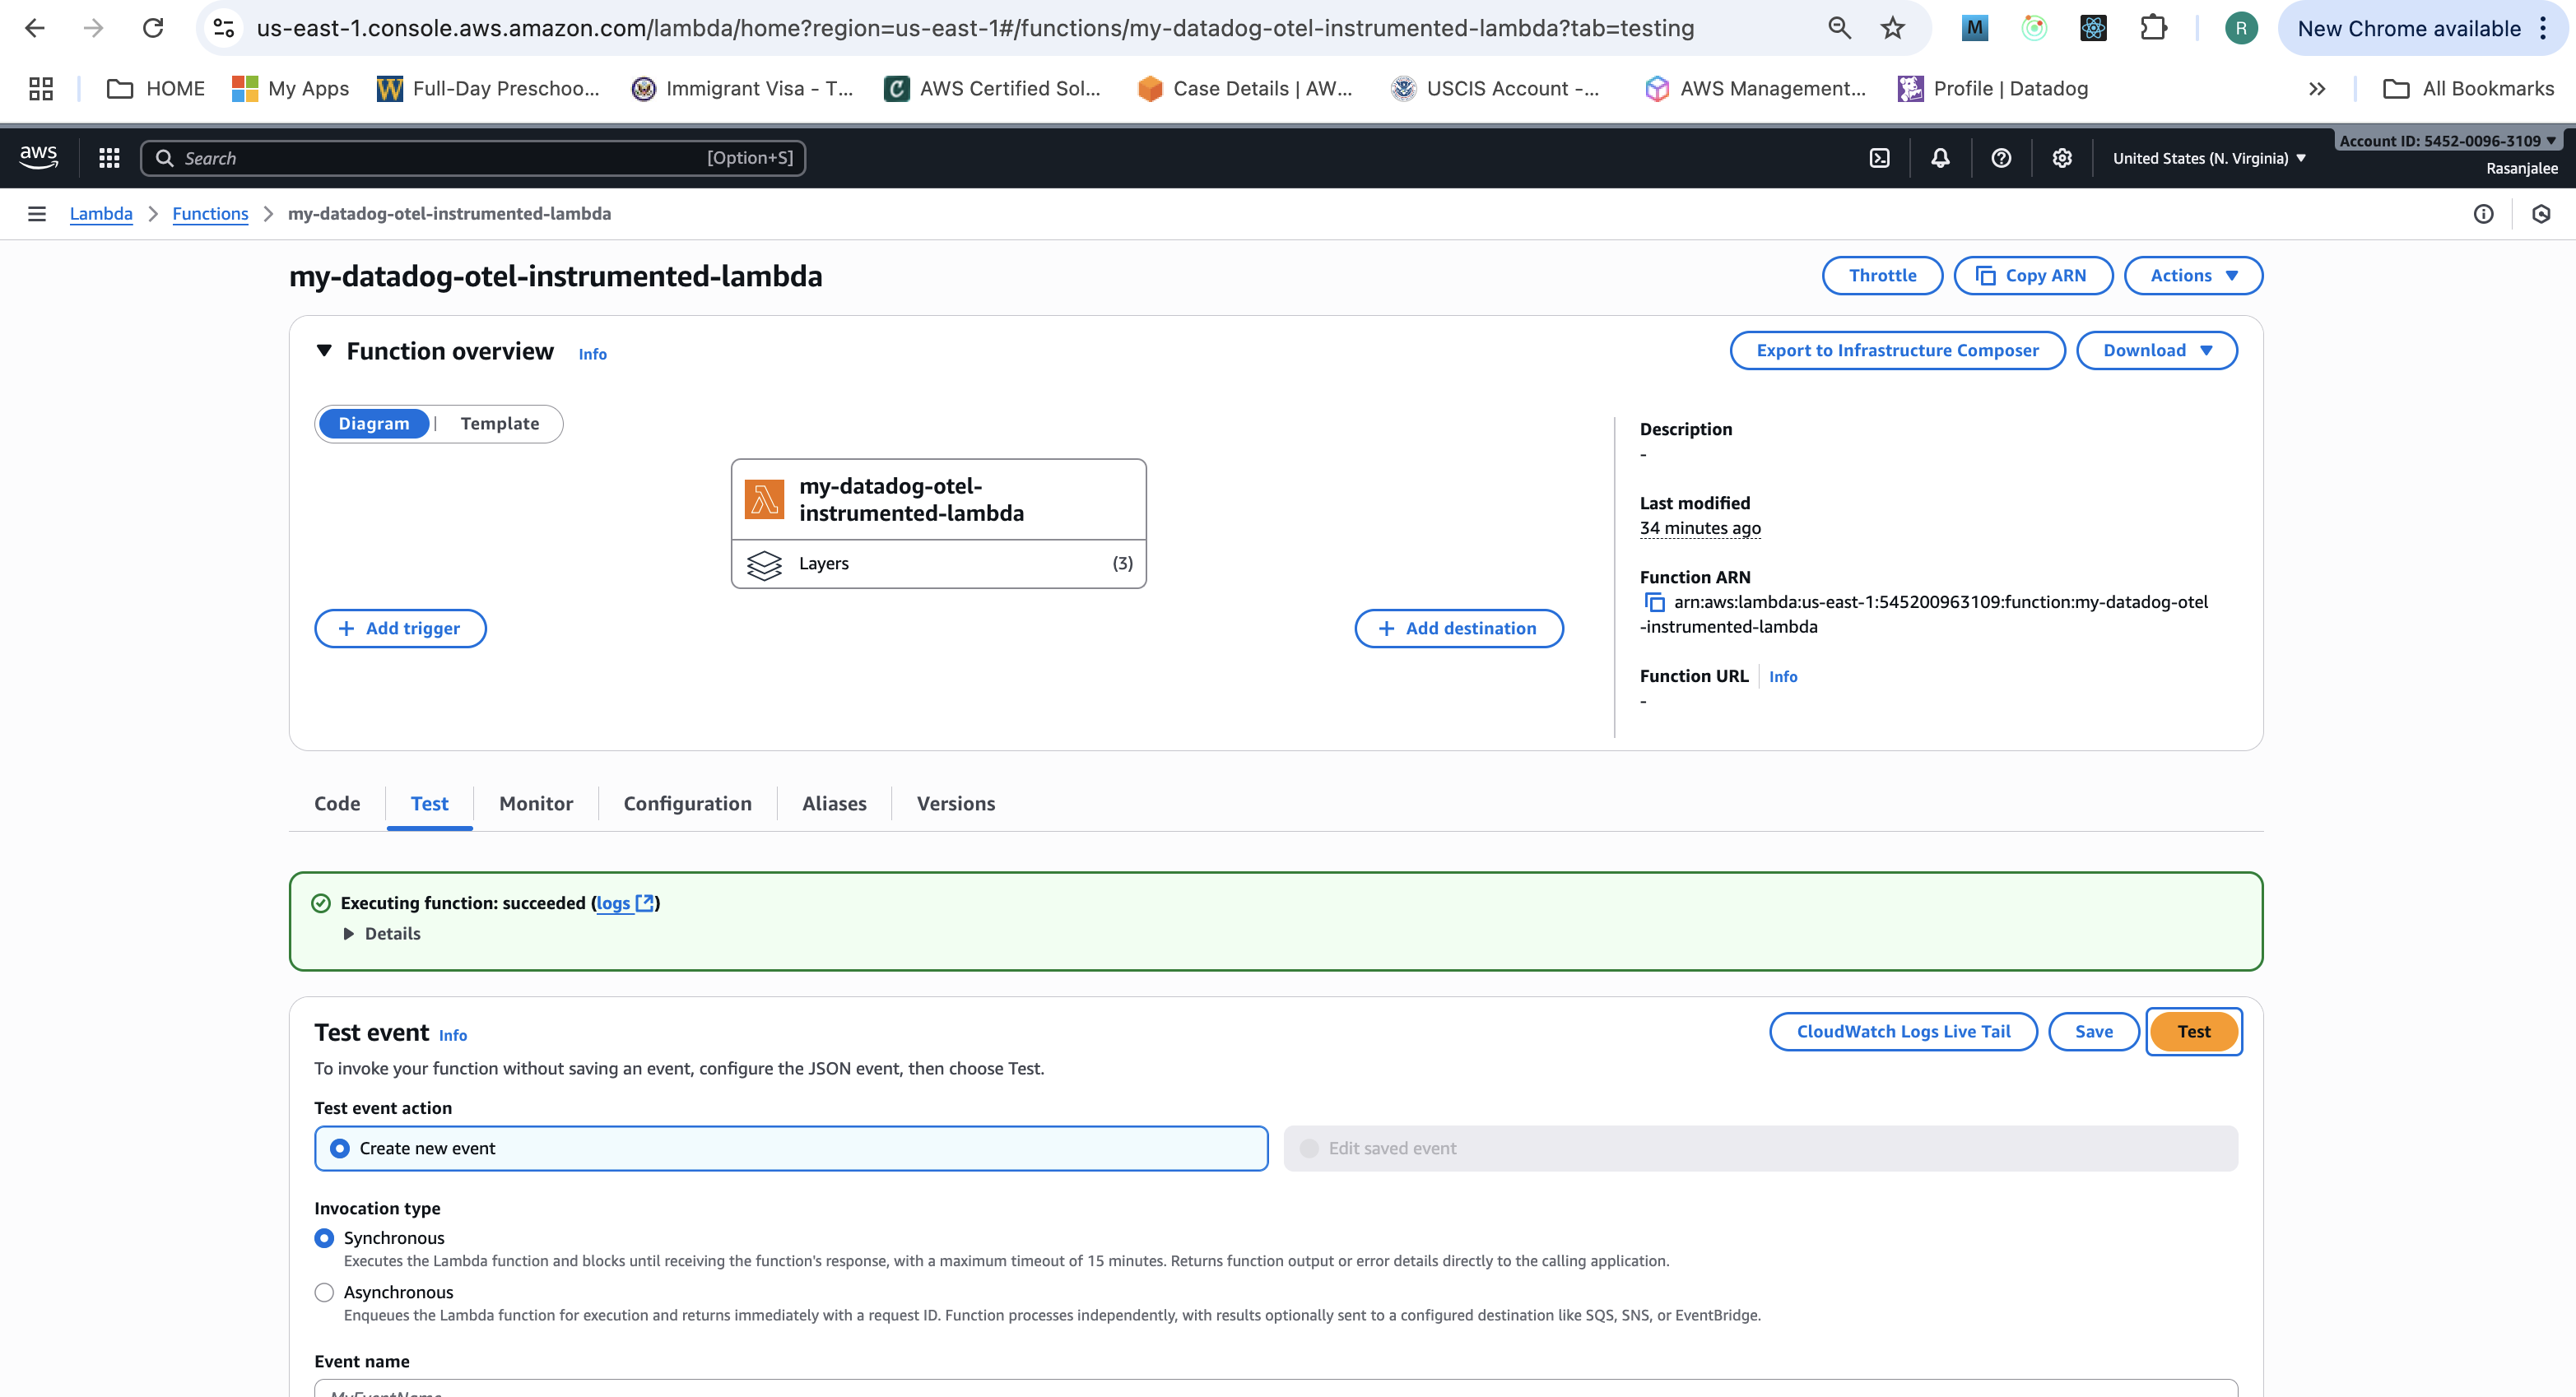 us-east-1.console.aws.amazon.com/lambda/home?region=us-east-1#/functions/my-datadog-otel-instrumented-lambda?tab=testing
M
R
New Chrome available
HOME
My Apps
Full-Day Preschoo...
Immigrant Visa - T...
AWS Certified Sol...
Case Details | AW...
USCIS Account -...
AWS Management...
Profile | Datadog
All Bookmarks
aws
Search
[Option+S]
United States (N. Virginia)
Account ID: 5452-0096-3109
Rasanjalee
Lambda
Functions
my-datadog-otel-instrumented-lambda
my-datadog-otel-instrumented-lambda
Throttle
Copy ARN
Actions
Function overview
Info
Export to Infrastructure Composer
Download
Diagram
Template
my-datadog-otel-
instrumented-lambda
Layers
(3)
Add trigger
Add destination
Description
-
Last modified
34 minutes ago
Function ARN
arn:aws:lambda:us-east-1:545200963109:function:my-datadog-otel
-instrumented-lambda
Function URL
Info
-
Code
Test
Monitor
Configuration
Aliases
Versions
Executing function: succeeded (logs)
Details
Test event
Info
CloudWatch Logs Live Tail
Save
Test
To invoke your function without saving an event, configure the JSON event, then choose Test.
Test event action
Create new event
Edit saved event
Invocation type
Synchronous
Executes the Lambda function and blocks until receiving the function's response, with a maximum timeout of 15 minutes. Returns function output or error details directly to the calling application.
Asynchronous
Enqueues the Lambda function for execution and returns immediately with a request ID. Function processes independently, with results optionally sent to a configured destination like SQS, SNS, or EventBridge.
Event name
MyEventName